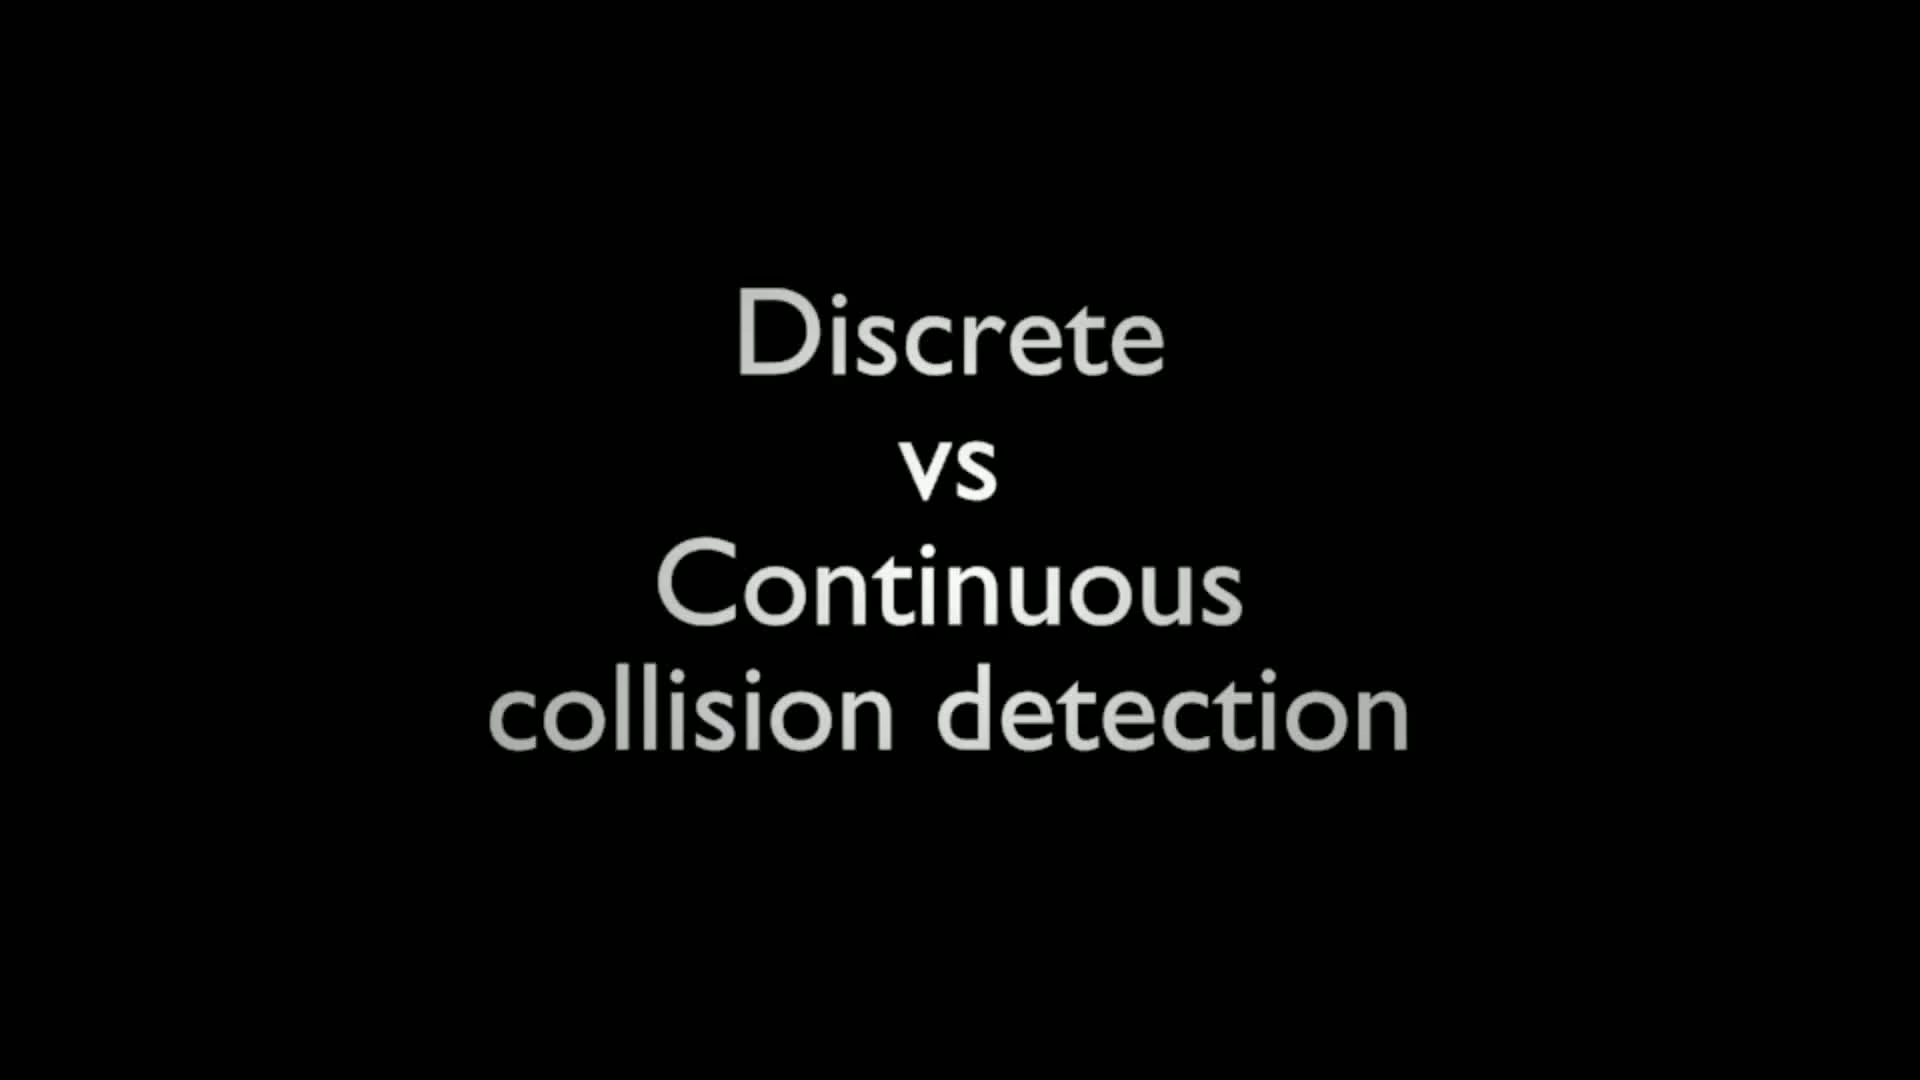 Discrete
vs
Continuous
collision detection